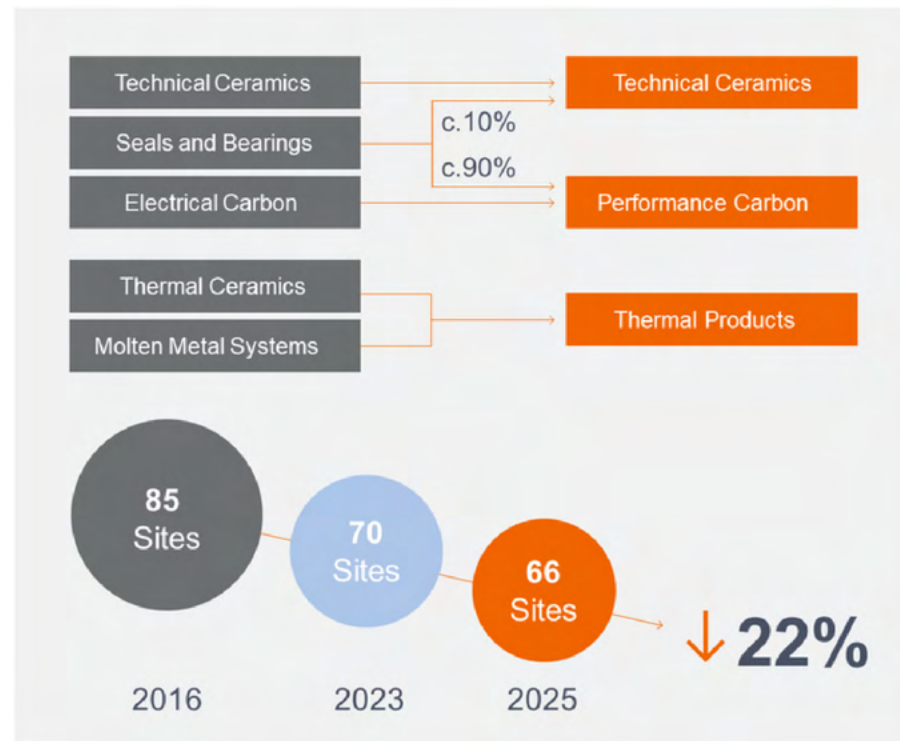 Technical Ceramics
Technical Ceramics
c.10%
Seals and Bearings
c.90%
Electrical Carbon
Performance Carbon
Thermal Ceramics
Thermal Products
Molten Metal Systems
85
Sites
70
Sites
66
Sites
↓ 22%
2016
2023
2025